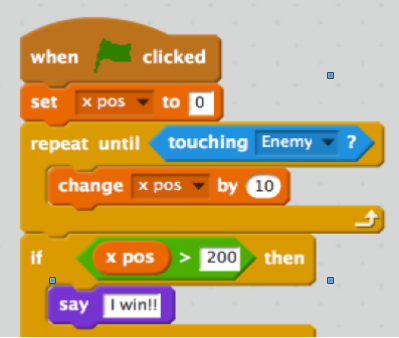 when clicked
set x pos to 0
repeat until touching Enemy ?
change x pos by 10
if x pos > 200 then
say I win!!